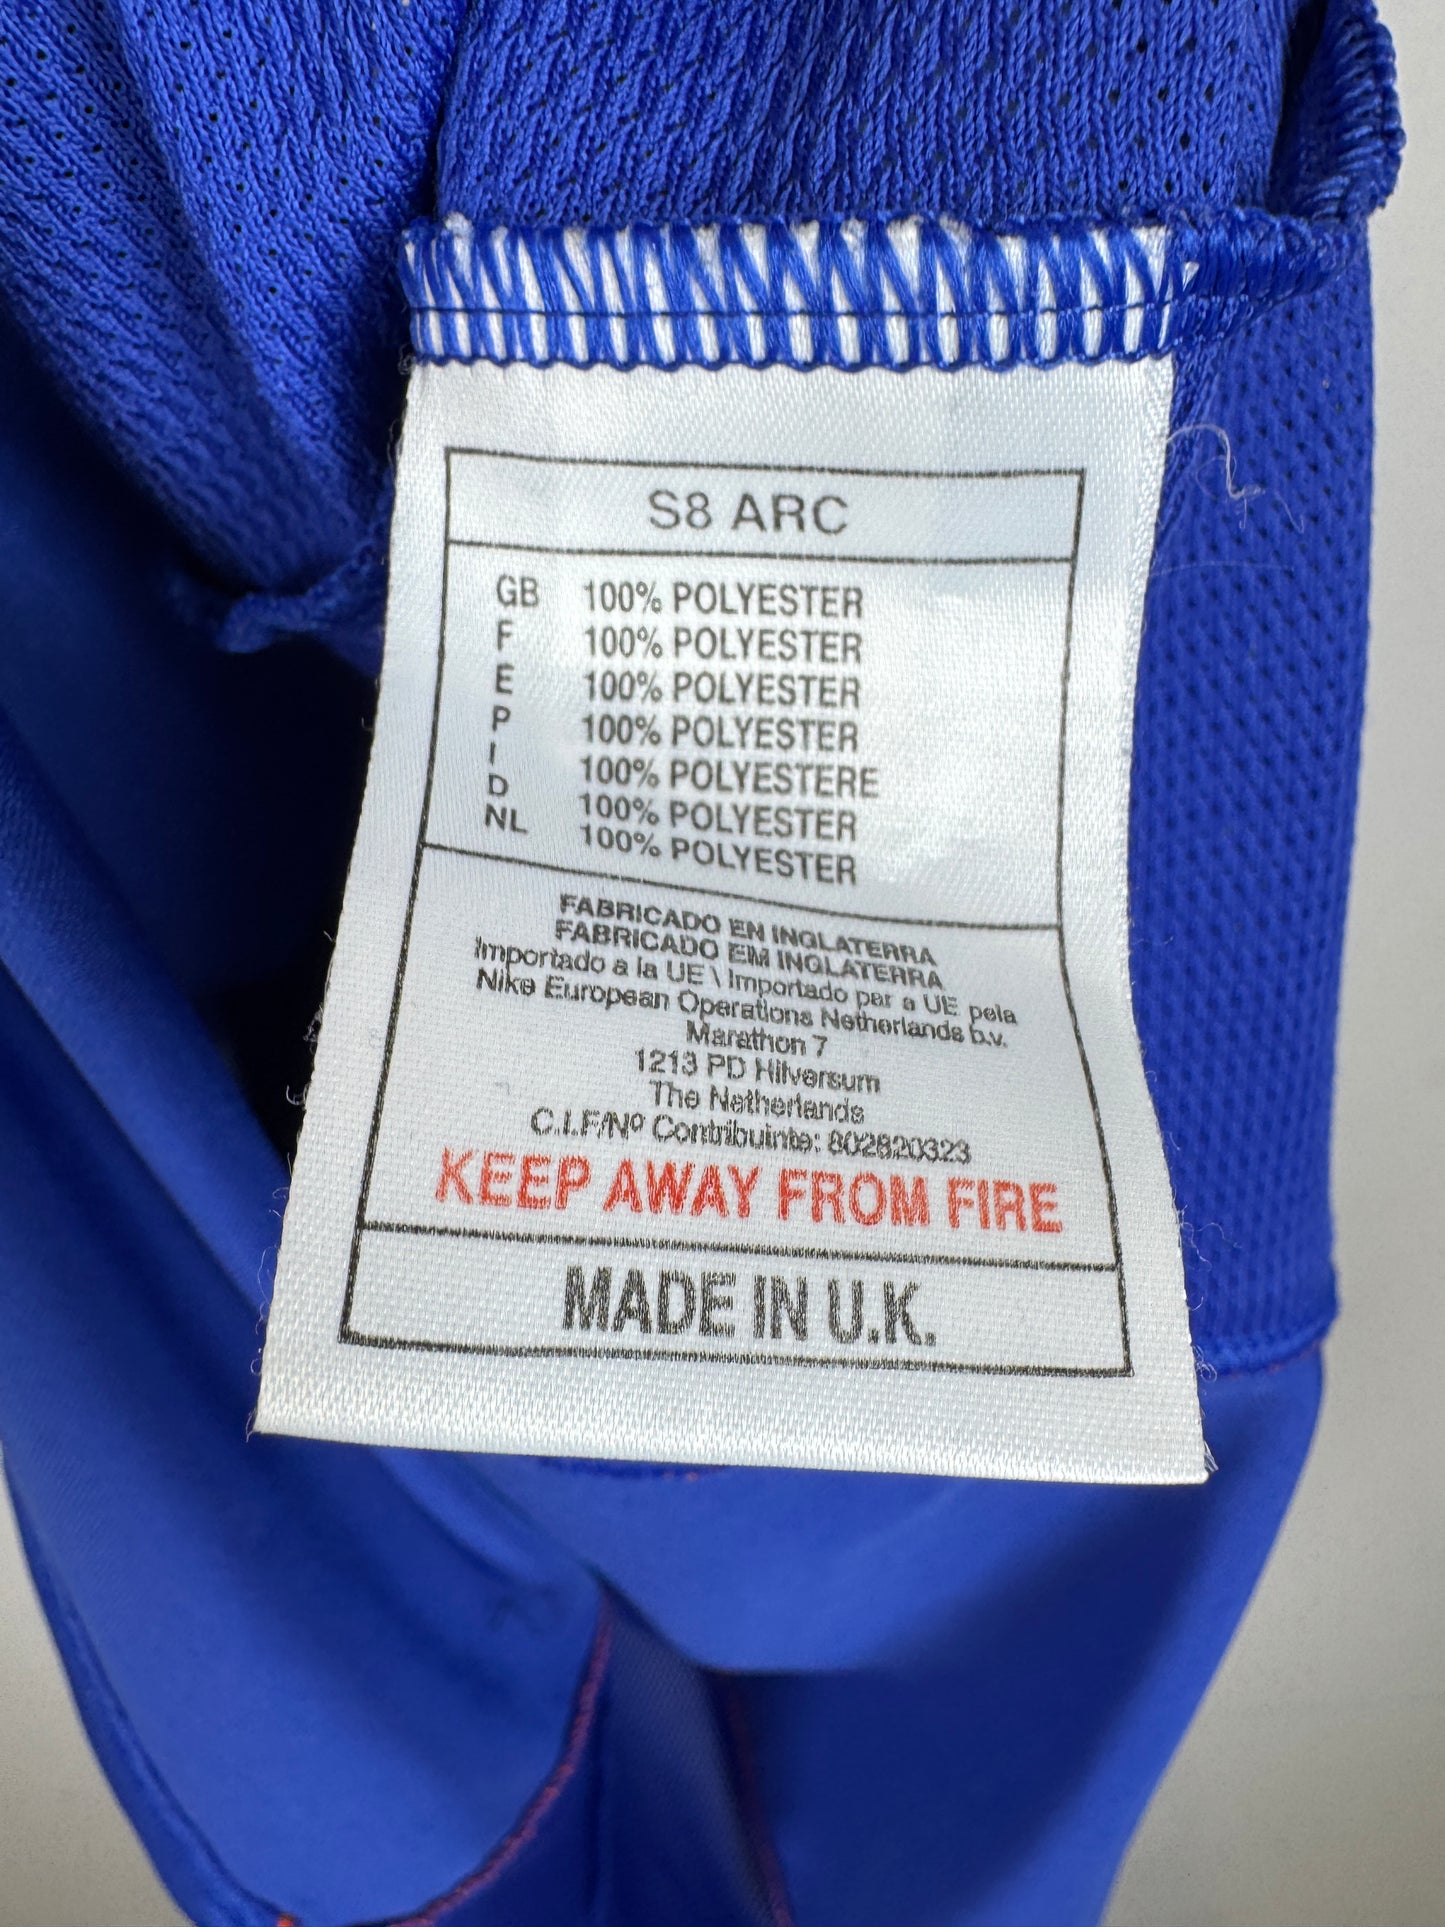 S8 ARC
GB 100% POLYESTER
F 100% POLYESTER
E 100% POLYESTER
P 100% POLYESTER
I 100% POLYESTERE
D 100% POLYESTER
NL 100% POLYESTER
FABRICADO EN INGLATERRA
FABRICADO EM INGLATERRA
Importado a la UE \ Importado par a UE pela
Nike European Operations Netherlands b.v.
Marathon 7
1213 PD Hilversum
The Netherlands
C.I.F/Nº Contribuinte: 802820323
KEEP AWAY FROM FIRE
MADE IN U.K.